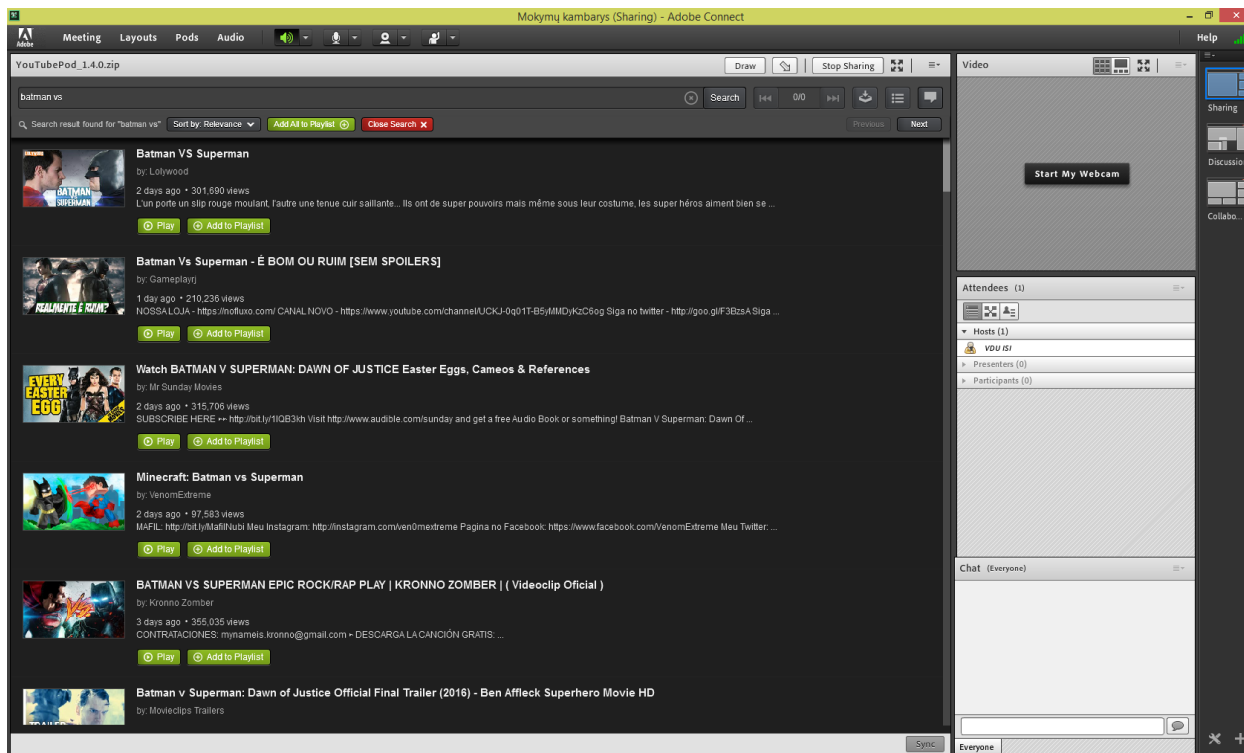 Mokymų kambarys (Sharing) - Adobe Connect
Adobe
Meeting Layouts Pods Audio Help
YouTubePod_1.4.0.zip Draw Stop Sharing
batman vs Search 0/0
Search result found for "batman vs" Sort by: Relevance Add All to Playlist Close Search Previous Next
Batman VS Superman
by: Lolywood
2 days ago • 301,690 views
L'un porte un slip rouge moulant, l'autre une tenue cuir saillante... Ils ont de super pouvoirs mais même sous leur costume, les super héros aiment bien se ...
Play Add to Playlist
BATMAN
SUPERMAN
Batman Vs Superman - É BOM OU RUIM [SEM SPOILERS]
by: Gameplayrj
1 day ago • 210,236 views
NOSSA LOJA - https://nofluxo.com/ CANAL NOVO - https://www.youtube.com/channel/UCKJ-0q01T-B5yMMDyKzC6og Siga no twitter - http://goo.gl/F3BzsA Siga ...
Play Add to Playlist
REALMENTE É RUIM?
Watch BATMAN V SUPERMAN: DAWN OF JUSTICE Easter Eggs, Cameos & References
by: Mr Sunday Movies
2 days ago • 315,706 views
SUBSCRIBE HERE ►► http://bit.ly/1IQB3kh Visit http://www.audible.com/sunday and get a free Audio Book or something! Batman V Superman: Dawn Of ...
Play Add to Playlist
EVERY
EASTER
EGG
Minecraft: Batman vs Superman
by: VenomExtreme
2 days ago • 97,583 views
MAFIL: http://bit.ly/MafilNubi Meu Instagram: http://instagram.com/ven0mextreme Pagina no Facebook: https://www.facebook.com/VenomExtreme Meu Twitter: ...
Play Add to Playlist
BATMAN VS SUPERMAN EPIC ROCK/RAP PLAY | KRONNO ZOMBER | ( Videoclip Oficial )
by: Kronno Zomber
3 days ago • 355,035 views
CONTRATACIONES: mynameis.kronno@gmail.com ► DESCARGA LA CANCIÓN GRATIS: ...
Play Add to Playlist
VS
Batman v Superman: Dawn of Justice Official Final Trailer (2016) - Ben Affleck Superhero Movie HD
by: Movieclips Trailers
TRAILER
Sync
Video
Start My Webcam
Attendees (1)
Hosts (1)
VDU ISI
Presenters (0)
Participants (0)
Chat (Everyone)
Everyone
Sharing
Discussio
Collabo...